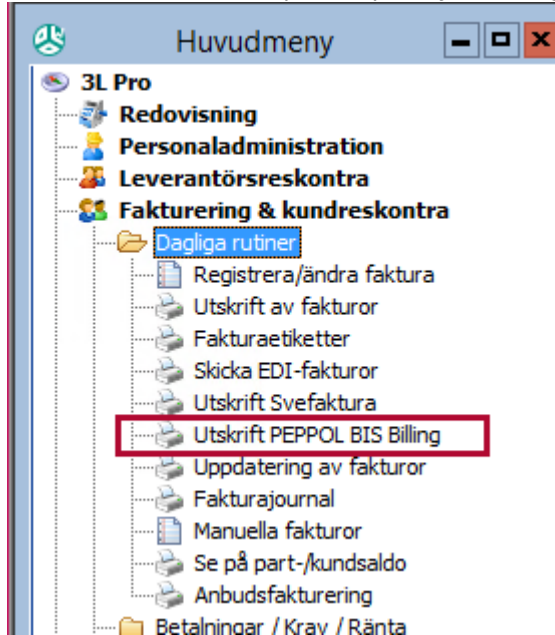 Huvudmeny
3L Pro
Redovisning
Personaladministration
Leverantörsreskontra
Fakturering & kundreskontra
Dagliga rutiner
Registrera/ändra faktura
Utskrift av fakturor
Fakturaetiketter
Skicka EDI-fakturor
Utskrift Svefaktura
Utskrift PEPPOL BIS Billing
Uppdatering av fakturor
Fakturajournal
Manuella fakturor
Se på part-/kundsaldo
Anbudsfakturering
Betalningar / Krav / Ränta